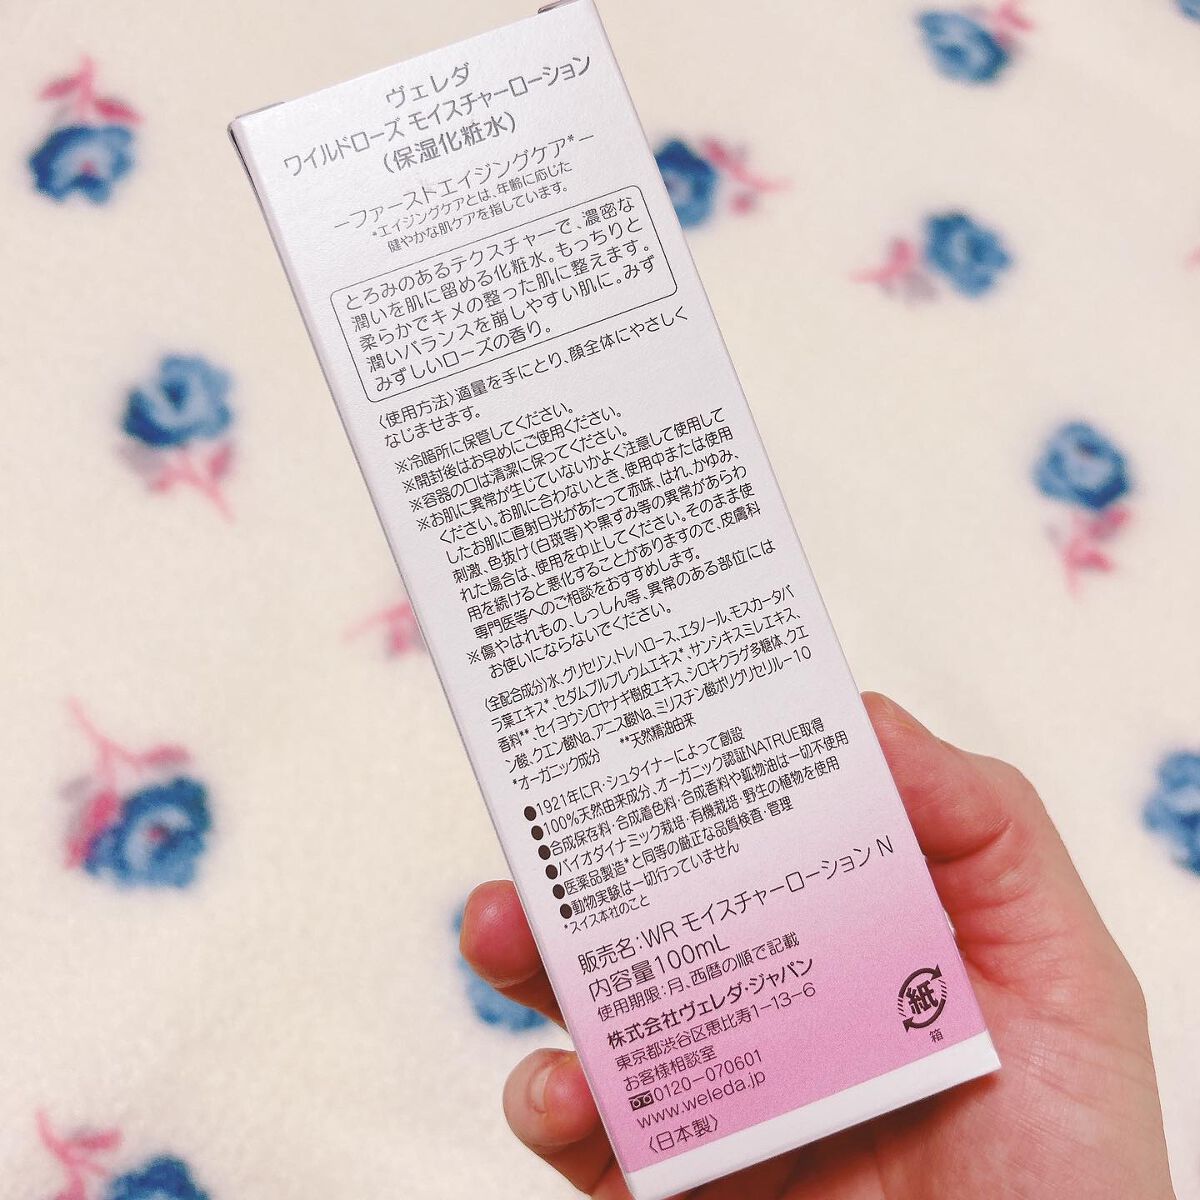 ヴェレダ
ワイルドローズ モイスチャーローション
(保湿化粧水)
−ファーストエイジングケア*−
*エイジングケアとは、年齢に応じた
健やかな肌ケアを指しています。
とろみのあるテクスチャーで、濃密な
潤いを肌に留める化粧水。もっちりと
柔らかでキメの整った肌に整えます。
潤いバランスを崩しやすい肌に。みず
みずしいローズの香り。
〈使用方法〉適量を手にとり、顔全体にやさしく
なじませます。
※冷暗所に保管してください。
※開封後はお早めにご使用ください。
※容器の口は清潔に保ってください。
※お肌に異常が生じていないかよく注意して使用して
ください。お肌に合わないとき、使用中または使用
したお肌に直射日光があたって赤味、はれ、かゆみ、
刺激、色抜け(白斑等)や黒ずみ等の異常があらわ
れた場合は、使用を中止してください。そのまま使
用を続けると悪化することがありますので、皮膚科
専門医等へのご相談をおすすめします。
※傷やはれもの、しっしん等、異常のある部位には
お使いにならないでください。
(全配合成分)水、グリセリン、トレハロース、エタノール、モスカータバ
ラ葉エキス*、セダムプルプレウムエキス*、サンシキスミレエキス、
香料**、セイヨウシロヤナギ樹皮エキス、シロキクラゲ多糖体、クエ
ン酸、クエン酸Na、アニス酸Na、ミリスチン酸ポリグリセリル−10
*オーガニック成分 **天然精油由来
●1921年にR・シュタイナーによって創設
●100%天然由来成分、オーガニック認証NATRUE取得
●合成保存料・合成着色料・合成香料や鉱物油は一切不使用
●バイオダイナミック栽培・有機栽培・野生の植物を使用
●医薬品製造*と同等の厳正な品質検査・管理
●動物実験は一切行っていません
*スイス本社のこと
販売名:WR モイスチャーローション N
内容量100mL
使用期限:月、西暦の順で記載
株式会社ヴェレダ・ジャパン
東京都渋谷区恵比寿1−13−6
お客様相談室
0120−070601
www.weleda.jp
〈日本製〉
紙
箱